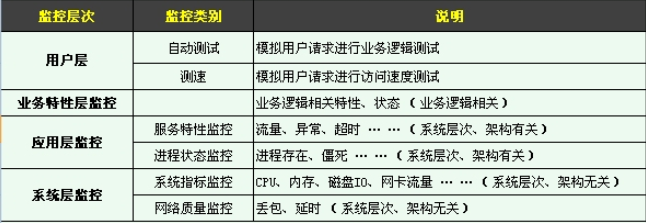 监控层次 监控类别 说明
用户层
自动测试 模拟用户请求进行业务逻辑测试
测速 模拟用户请求进行访问速度测试
业务特性层监控 业务逻辑相关特性、状态 (业务逻辑相关)
应用层监控
服务特性监控 流量、异常、超时 … … (系统层次、架构有关)
进程状态监控 进程存在、僵死 … … (系统层次、架构有关)
系统层监控
系统指标监控 CPU、内存、磁盘IO、网卡流量 … … (系统层次、架构无关)
网络质量监控 丢包、延时 (系统层次、架构无关)